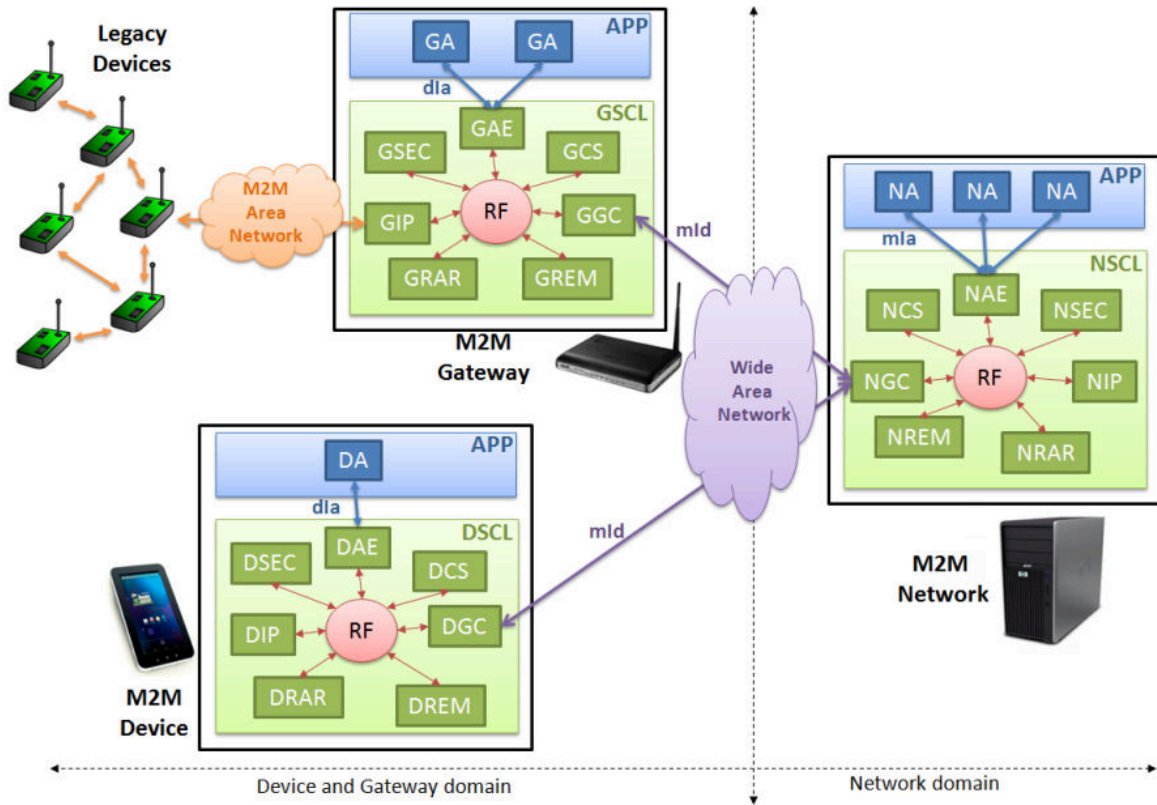 Legacy
Devices
M2M
Area
Network
APP
GA
GA
dIa
GSCL
GAE
GSEC
GCS
RF
GIP
GGC
GRAR
GREM
mId
M2M
Gateway
Wide
Area
Network
APP
NA
NA
NA
mIa
NSCL
NAE
NCS
NSEC
RF
NGC
NIP
NREM
NRAR
M2M
Network
APP
DA
dIa
DSCL
DAE
DSEC
DCS
RF
DIP
DGC
DRAR
DREM
mId
M2M
Device
Device and Gateway domain
Network domain